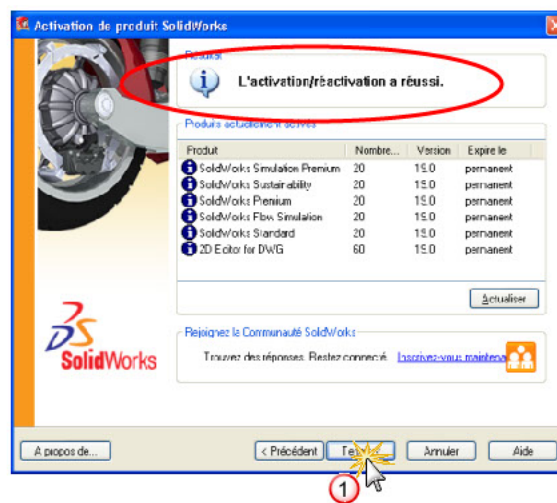 Activation de produit SolidWorks
Résultat
L'activation/réactivation a réussi.
Produits actuellement activés
Produit Nombre... Version Expire le
SolidWorks Simulation Premium 20 19.0 permanent
SolidWorks Sustainability 20 19.0 permanent
SolidWorks Premium 20 19.0 permanent
SolidWorks Flow Simulation 20 19.0 permanent
SolidWorks Standard 20 19.0 permanent
2D Editor for DWG 60 19.0 permanent
Actualiser
Rejoignez la Communauté SolidWorks
Trouvez des réponses. Restez connecté. Inscrivez-vous
SolidWorks
A propos de... < Précédent Annuler Aide
1